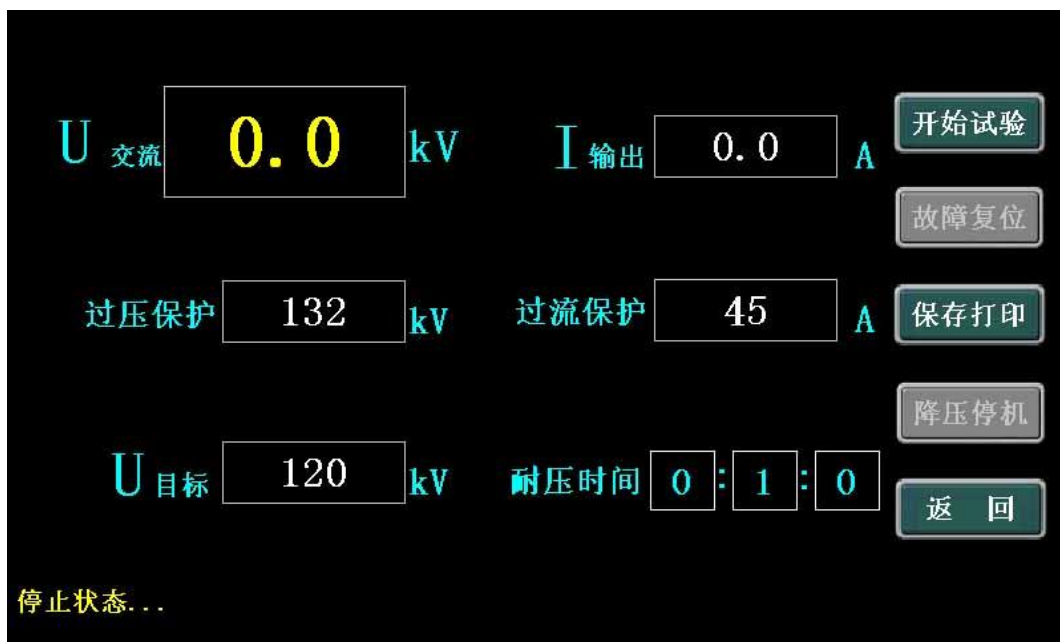 U 交流 0.0 kV I 输出 0.0 A 开始试验
故障复位
过压保护 132 kV 过流保护 45 A 保存打印
降压停机
U 目标 120 kV 耐压时间 0:1:0
返 回
停止状态...